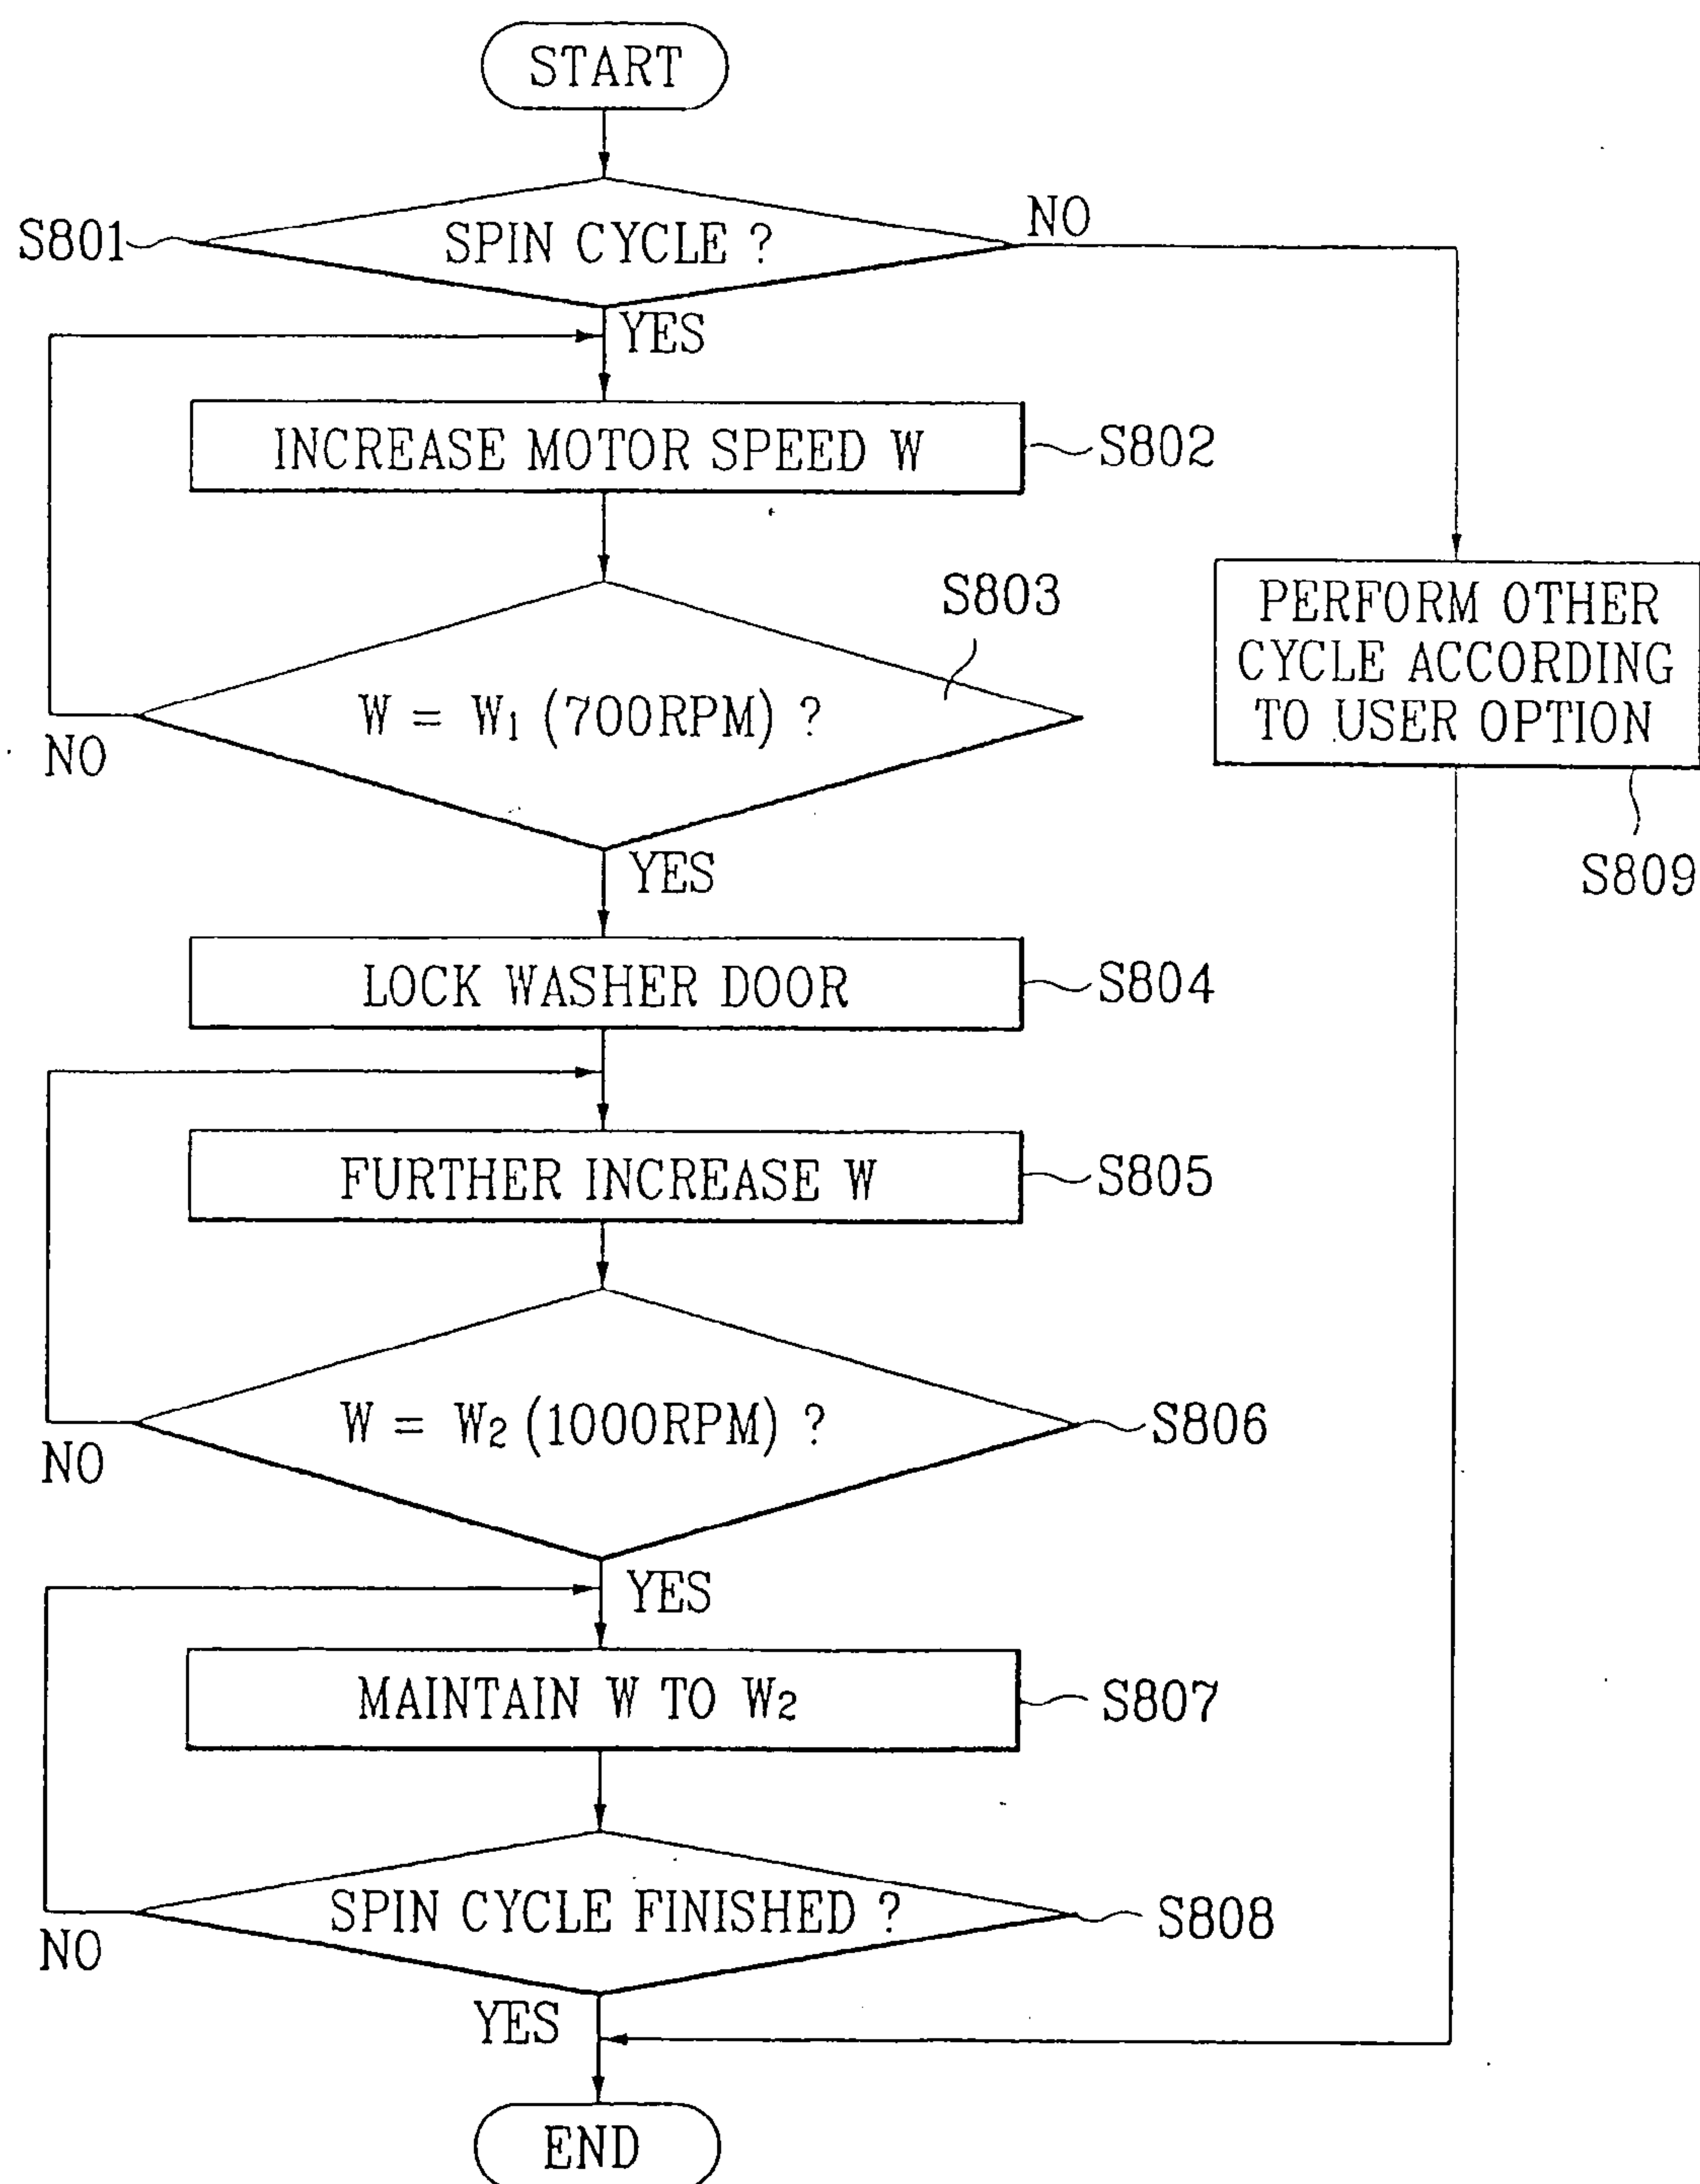 START
S801
SPIN CYCLE ?
NO
YES
INCREASE MOTOR SPEED W
S802
S803
W = W1 (700RPM) ?
NO
YES
PERFORM OTHER
CYCLE ACCORDING
TO USER OPTION
S809
LOCK WASHER DOOR
S804
FURTHER INCREASE W
S805
W = W2 (1000RPM) ?
S806
NO
YES
MAINTAIN W TO W2
S807
SPIN CYCLE FINISHED ?
S808
NO
YES
END